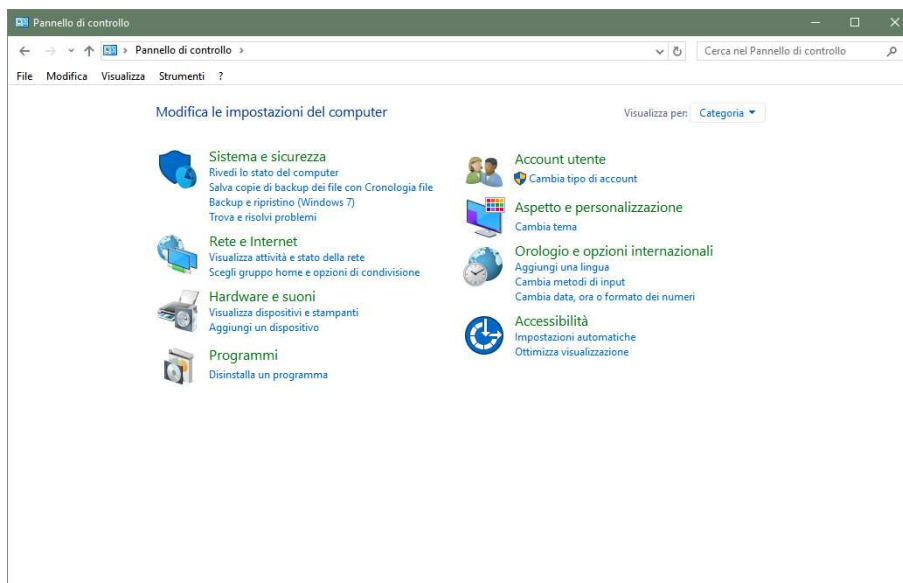 Pannello di controllo
Pannello di controllo
Cerca nel Pannello di controllo
File Modifica Visualizza Strumenti ?
Modifica le impostazioni del computer
Visualizza per: Categoria
Sistema e sicurezza
Rivedi lo stato del computer
Salva copie di backup dei file con Cronologia file
Backup e ripristino (Windows 7)
Trova e risolvi problemi
Rete e Internet
Visualizza attività e stato della rete
Scegli gruppo home e opzioni di condivisione
Hardware e suoni
Visualizza dispositivi e stampanti
Aggiungi un dispositivo
Programmi
Disinstalla un programma
Account utente
Cambia tipo di account
Aspetto e personalizzazione
Cambia tema
Orologio e opzioni internazionali
Aggiungi una lingua
Cambia metodi di input
Cambia data, ora o formato dei numeri
Accessibilità
Impostazioni automatiche
Ottimizza visualizzazione